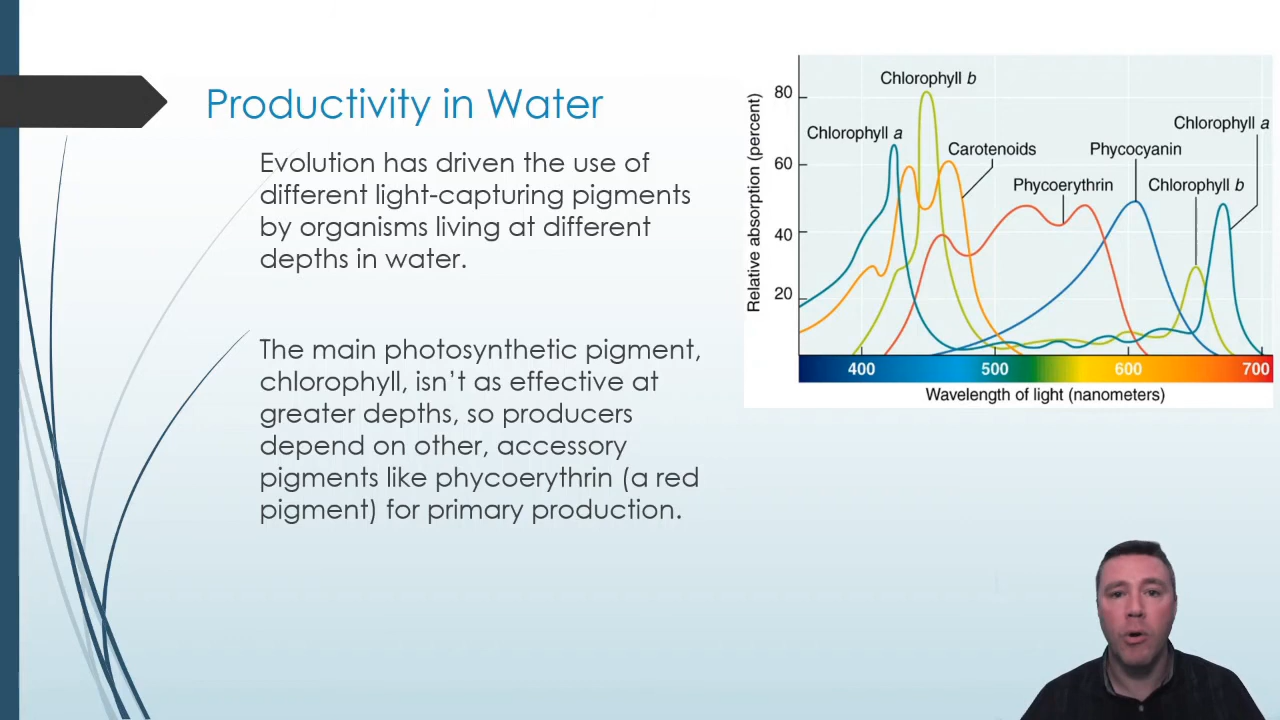 Productivity in Water
Evolution has driven the use of
different light-capturing pigments
by organisms living at different
depths in water.
The main photosynthetic pigment,
chlorophyll, isn’t as effective at
greater depths, so producers
depend on other, accessory
pigments like phycoerythrin (a red
pigment) for primary production.
Chlorophyll b
Chlorophyll a
Chlorophyll a
Carotenoids
Phycocyanin
Phycoerythrin
Chlorophyll b
Relative absorption (percent)
80
60
40
20
400 500 600 700
Wavelength of light (nanometers)